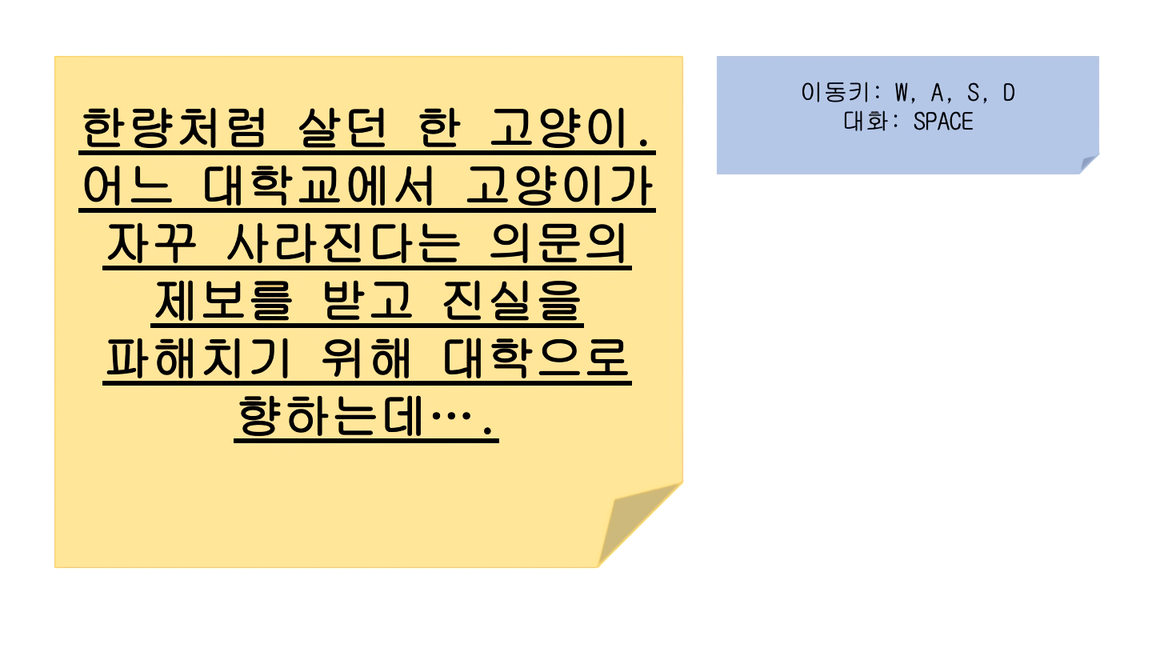 한량처럼 살던 한 고양이.
어느 대학교에서 고양이가
자꾸 사라진다는 의문의
제보를 받고 진실을
파해치기 위해 대학으로
향하는데….
이동키: W, A, S, D
대화: SPACE